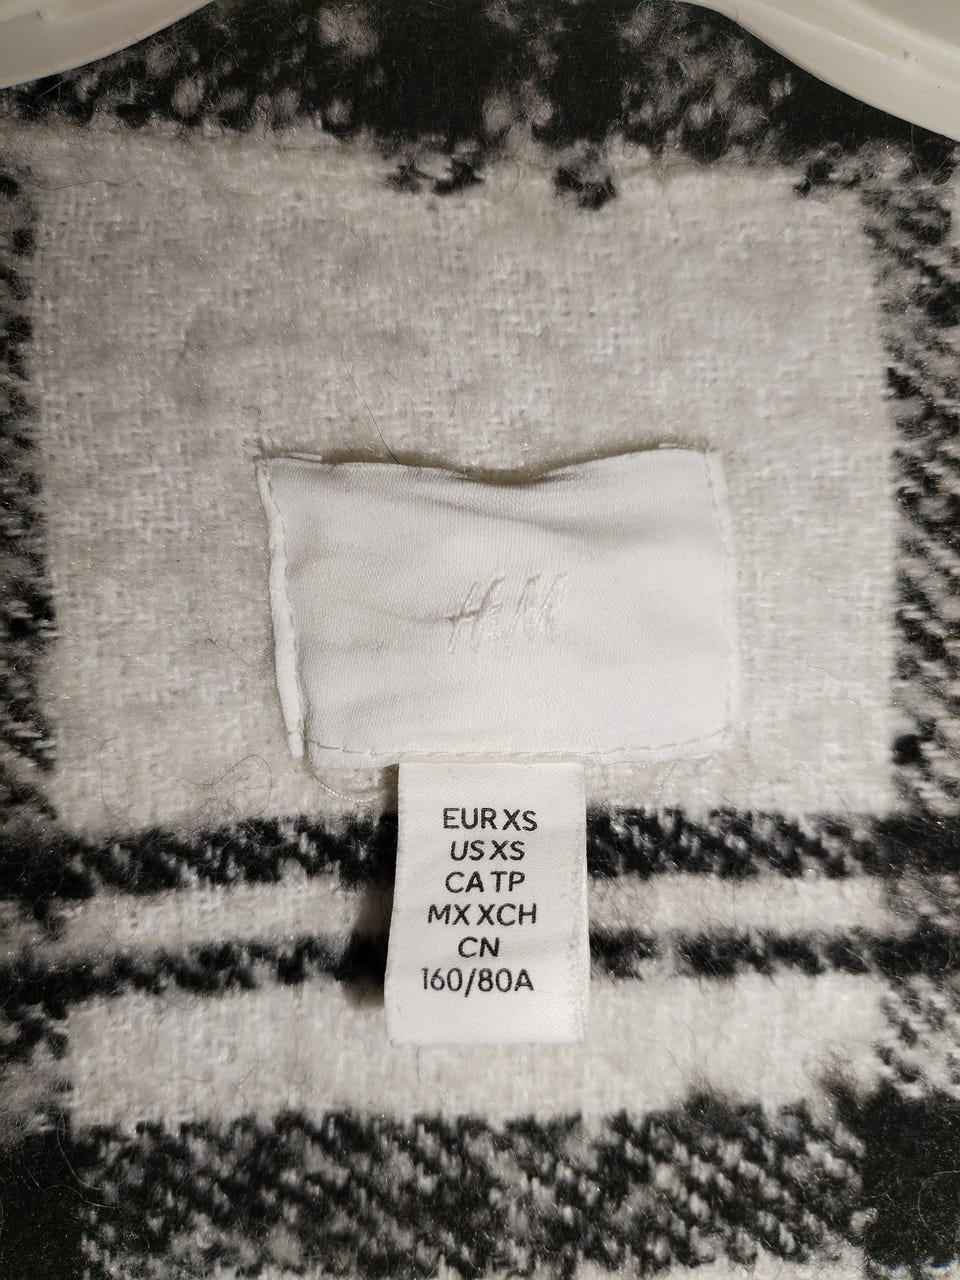 H&M
EUR XS
US XS
CA TP
MX XCH
CN
160/80A